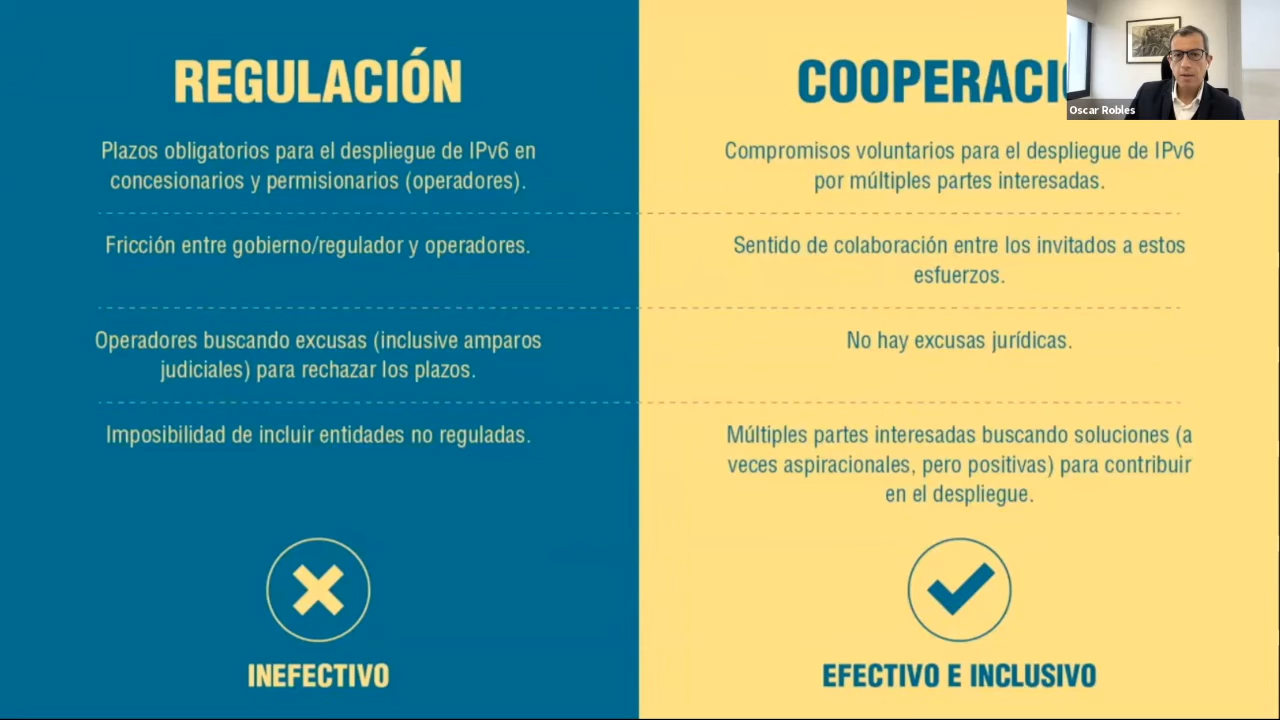 REGULACIÓN
Plazos obligatorios para el despliegue de IPv6 en
concesionarios y permisionarios (operadores).
Fricción entre gobierno/regulador y operadores.
Operadores buscando excusas (inclusive amparos
judiciales) para rechazar los plazos.
Imposibilidad de incluir entidades no reguladas.
INEFECTIVO
COOPERACI
Oscar Robles
Compromisos voluntarios para el despliegue de IPv6
por múltiples partes interesadas.
Sentido de colaboración entre los invitados a estos
esfuerzos.
No hay excusas jurídicas.
Múltiples partes interesadas buscando soluciones (a
veces aspiracionales, pero positivas) para contribuir
en el despliegue.
EFECTIVO E INCLUSIVO